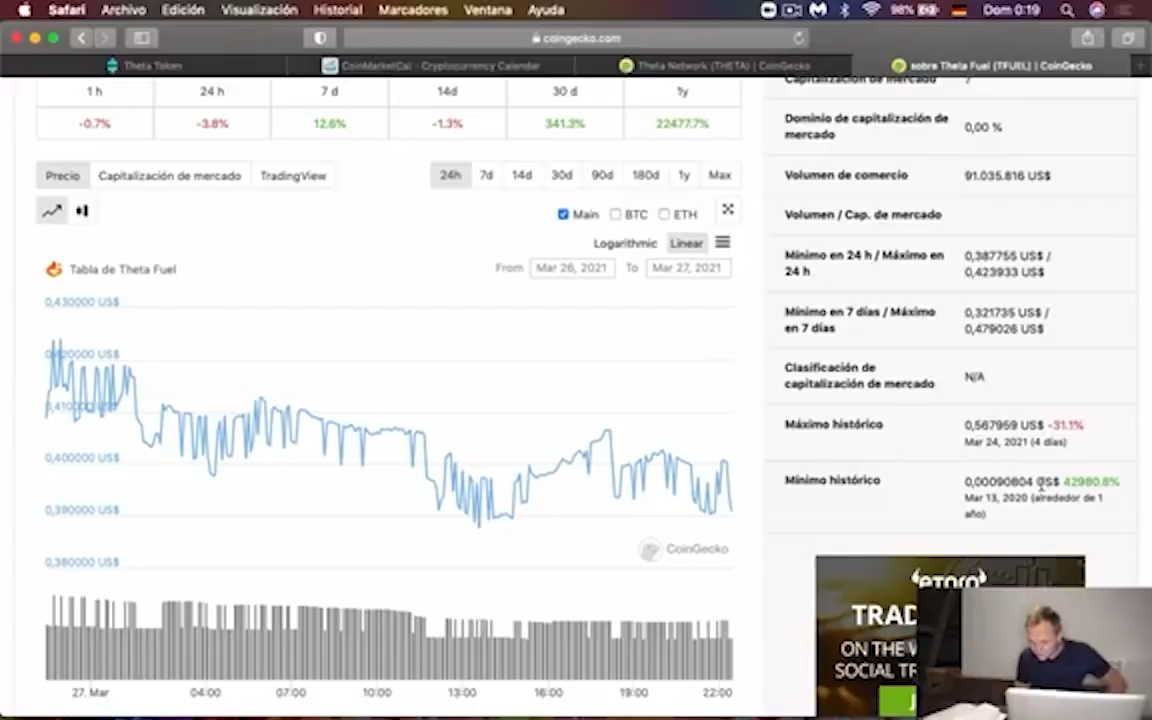 Safari Archivo Edición Visualización Historial Marcadores Ventana Ayuda 98% Dom 0:19
coingecko.com
Theta Token CoinMarketCal - Cryptocurrency Calendar Theta Network (THETA) | CoinGecko sobre Theta Fuel (TFUEL) | CoinGecko
1 h 24 h 7 d 14d 30 d 1y
-0.7% -3.8% 12.6% -1.3% 341.3% 22477.7%
Precio Capitalización de mercado TradingView 24h 7d 14d 30d 90d 180d 1y Max
Main BTC ETH
Logarithmic Linear
Tabla de Theta Fuel From Mar 26, 2021 To Mar 27, 2021
0,430000 US$
0,420000 US$
0,410000 US$
0,400000 US$
0,390000 US$
0,380000 US$
CoinGecko
27. Mar 04:00 07:00 10:00 13:00 16:00 19:00 22:00
Capitalización de mercado
Dominio de capitalización de
mercado
0,00 %
Volumen de comercio 91.035.816 US$
Volumen / Cap. de mercado
Mínimo en 24 h / Máximo en
24 h
0,387755 US$ /
0,423933 US$
Mínimo en 7 días / Máximo
en 7 días
0,321735 US$ /
0,479026 US$
Clasificación de
capitalización de mercado
N/A
Máximo histórico 0,567959 US$ -31.1%
Mar 24, 2021 (4 días)
Mínimo histórico 0,00090804 US$ 42980.8%
Mar 13, 2020 (alrededor de 1
año)
eToro
TRAD
ON THE W
SOCIAL TR